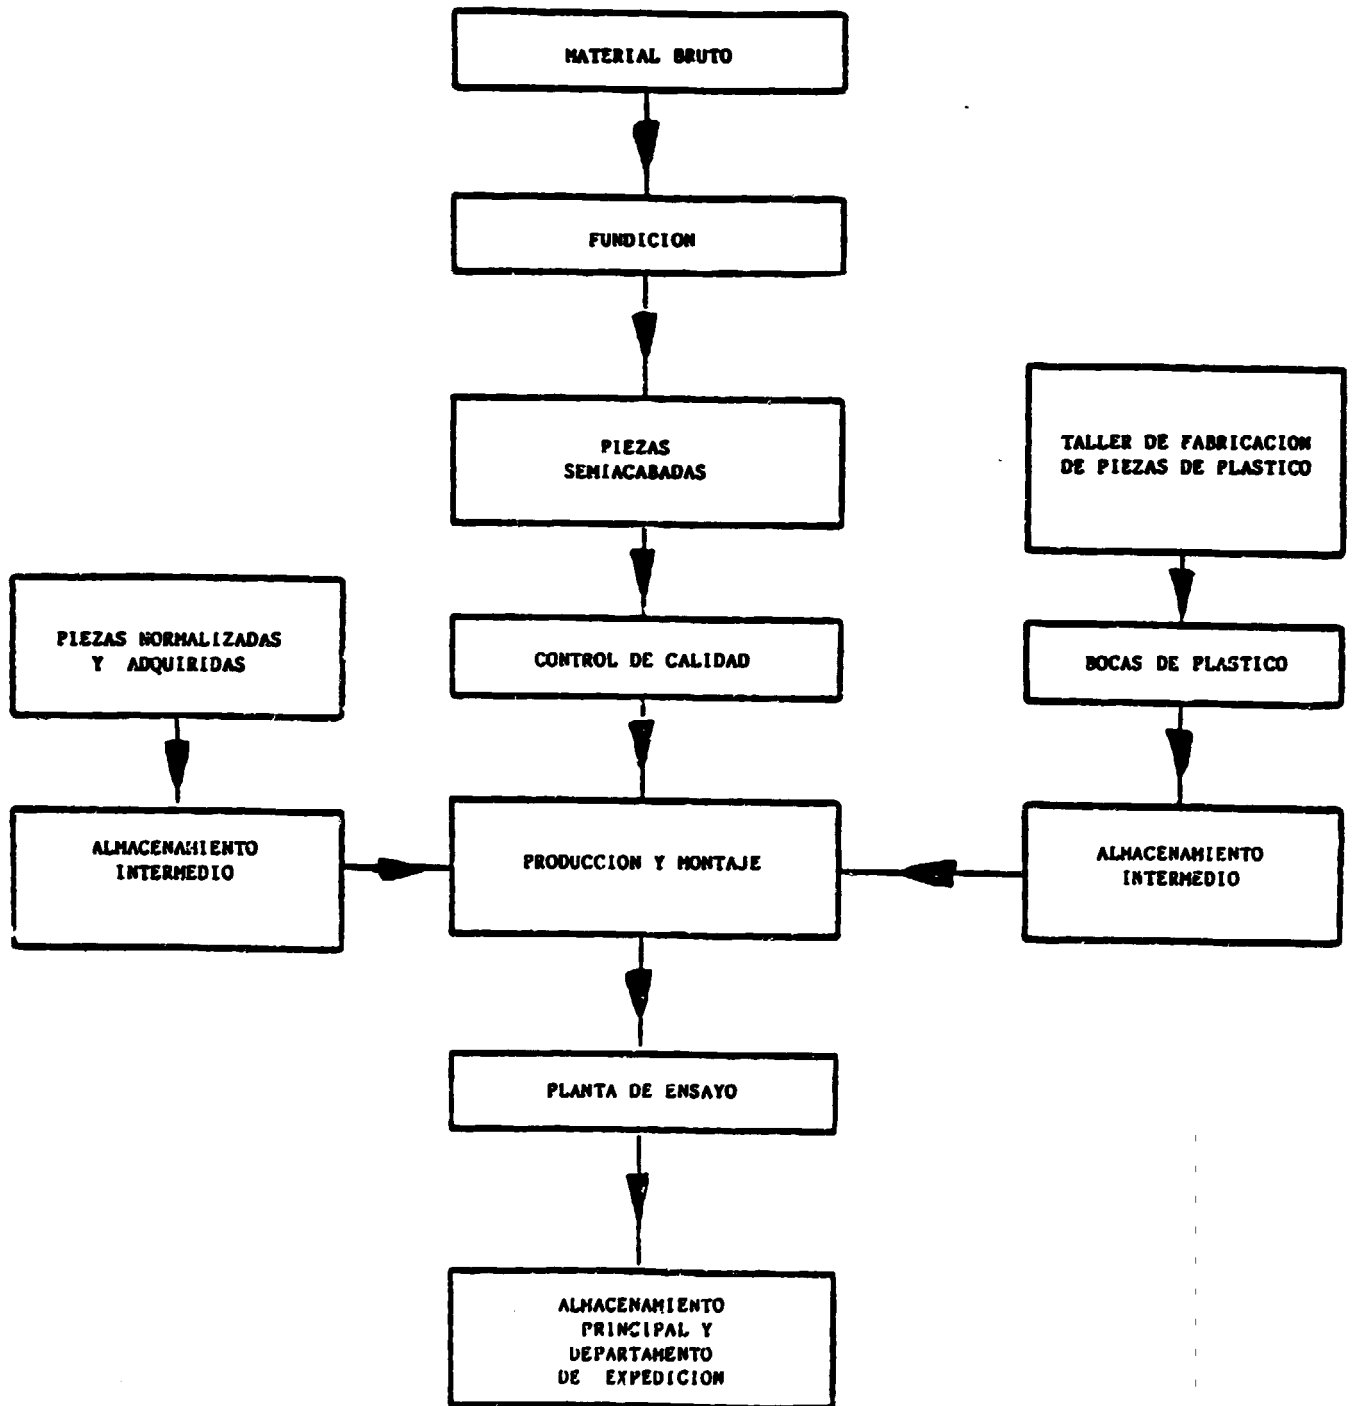 MATERIAL BRUTO
FUNDICION
PIEZAS
SEMIACABADAS
TALLER DE FABRICACION
DE PIEZAS DE PLASTICO
PIEZAS NORMALIZADAS
Y ADQUIRIDAS
CONTROL DE CALIDAD
BOCAS DE PLASTICO
ALMACENAMIENTO
INTERMEDIO
PRODUCCION Y MONTAJE
ALMACENAMIENTO
INTERMEDIO
PLANTA DE ENSAYO
ALMACENAMIENTO
PRINCIPAL Y
DEPARTAMENTO
DE EXPEDICION